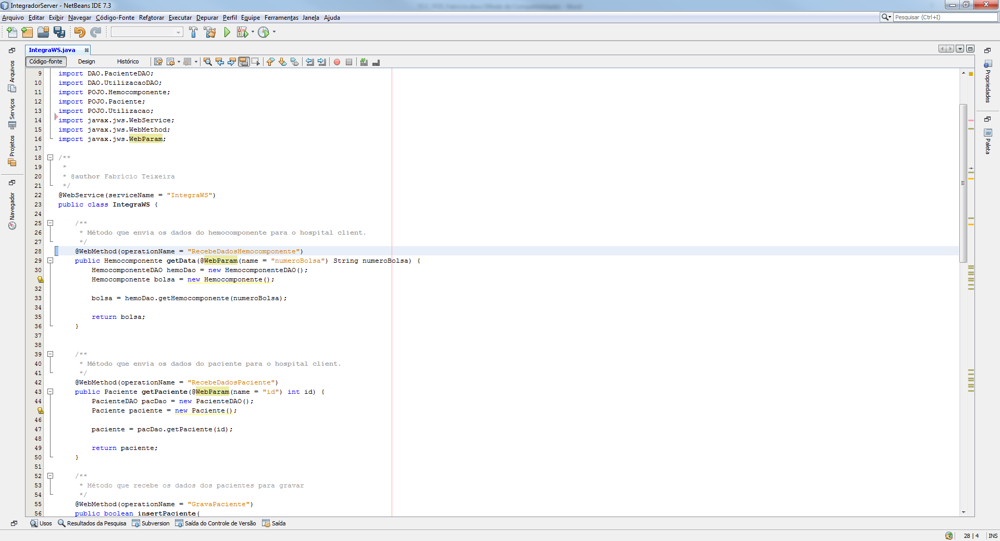 IntegradorServer - NetBeans IDE 7.3
Arquivo Editar Exibir Navegar Código-Fonte Refatorar Executar Depurar Perfil Equipe Ferramentas Janela Ajuda
Pesquisar (Ctrl+I)
IntegraWS.java
Código-fonte Design Histórico
Arquivos
Serviços
Projetos
Navegador
9 import DAO.PacienteDAO;
10 import DAO.UtilizacaoDAO;
11 import POJO.Hemocomponente;
12 import POJO.Paciente;
13 import POJO.Utilizacao;
14 import javax.jws.WebService;
15 import javax.jws.WebMethod;
16 import javax.jws.WebParam;
17
18 /**
19 *
20 * @author Fabrício Teixeira
21 */
22 @WebService(serviceName = "IntegraWS")
23 public class IntegraWS {
24
25 /**
26 * Método que envia os dados do hemocomponente para o hospital client.
27 */
28 @WebMethod(operationName = "RecebeDadosHemocomponente")
29 public Hemocomponente getData(@WebParam(name = "numeroBolsa") String numeroBolsa) {
30 HemocomponenteDAO hemoDao = new HemocomponenteDAO();
Hemocomponente bolsa = new Hemocomponente();
32
33 bolsa = hemoDao.getHemocomponente(numeroBolsa);
34
35 return bolsa;
36 }
37
38
39 /**
40 * Método que envia os dados do paciente para o hospital client.
41 */
42 @WebMethod(operationName = "RecebeDadosPaciente")
43 public Paciente getPaciente(@WebParam(name = "id") int id) {
44 PacienteDAO pacDao = new PacienteDAO();
Paciente paciente = new Paciente();
46
47 paciente = pacDao.getPaciente(id);
48
49 return paciente;
50 }
51
52 /**
53 * Método que recebe os dados dos pacientes para gravar
54 */
55 @WebMethod(operationName = "GravaPaciente")
56 public boolean insertPaciente(
Propriedades
Paleta
Usos Resultados da Pesquisa Subversion Saída do Controle de Versão Saída
28 | 4 INS